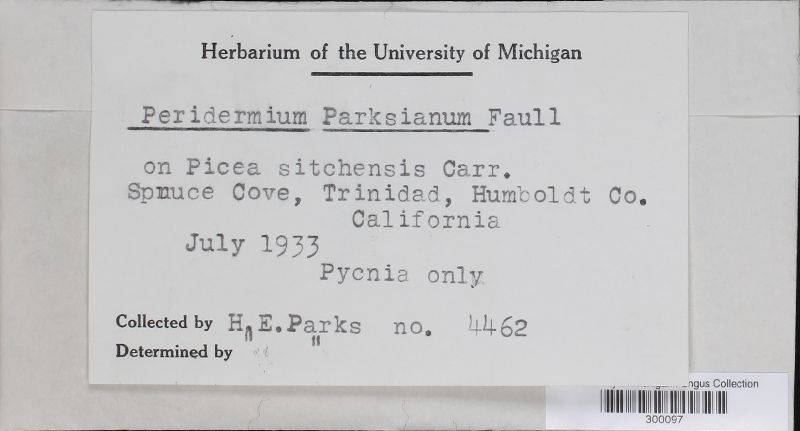 Herbarium of the University of Michigan
Peridermium Parksianum Faull
on Picea sitchensis Carr.
Spruce Cove, Trinidad, Humboldt Co.
California
July 1933
Pycnia only
Collected by H. E. Parks no. 4462
Determined by "
ngus Collection
300097